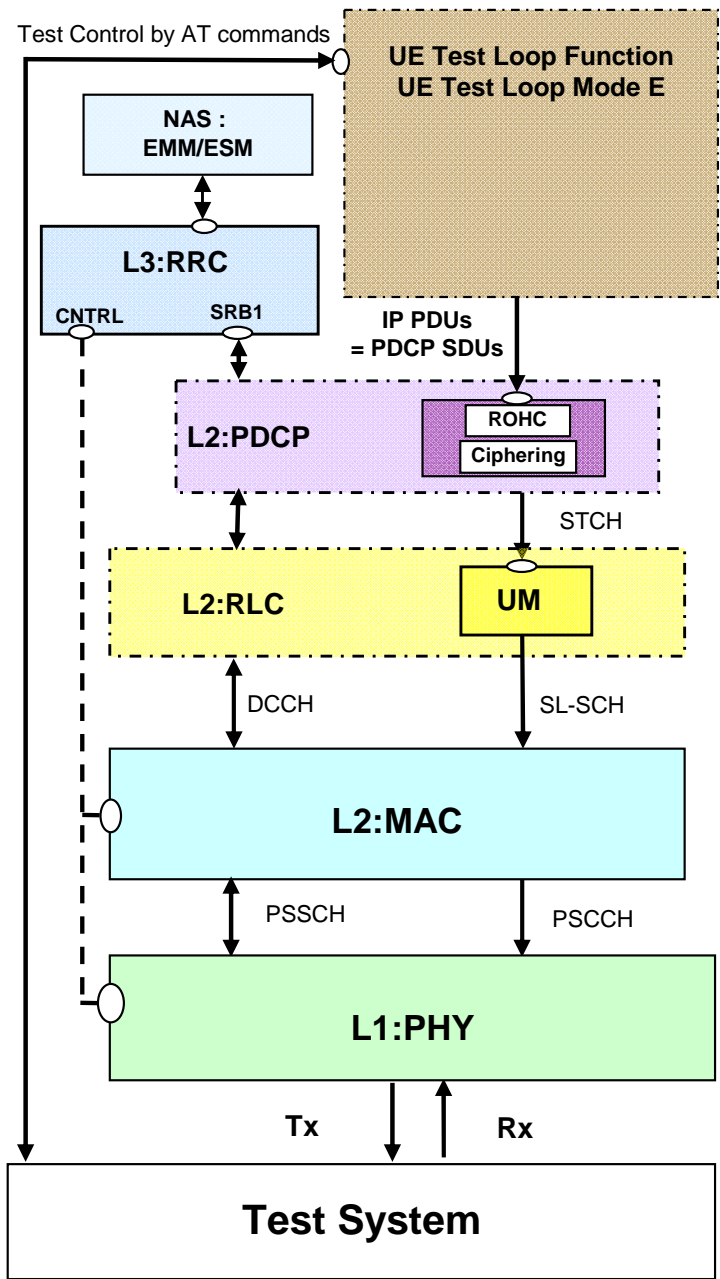 Test Control by AT commands
UE Test Loop Function
UE Test Loop Mode E
NAS :
EMM/ESM
L3:RRC
CNTRL
SRB1
IP PDUs
= PDCP SDUs
L2:PDCP
ROHC
Ciphering
STCH
L2:RLC
UM
DCCH
SL-SCH
L2:MAC
PSSCH
PSCCH
L1:PHY
Tx
Rx
Test System